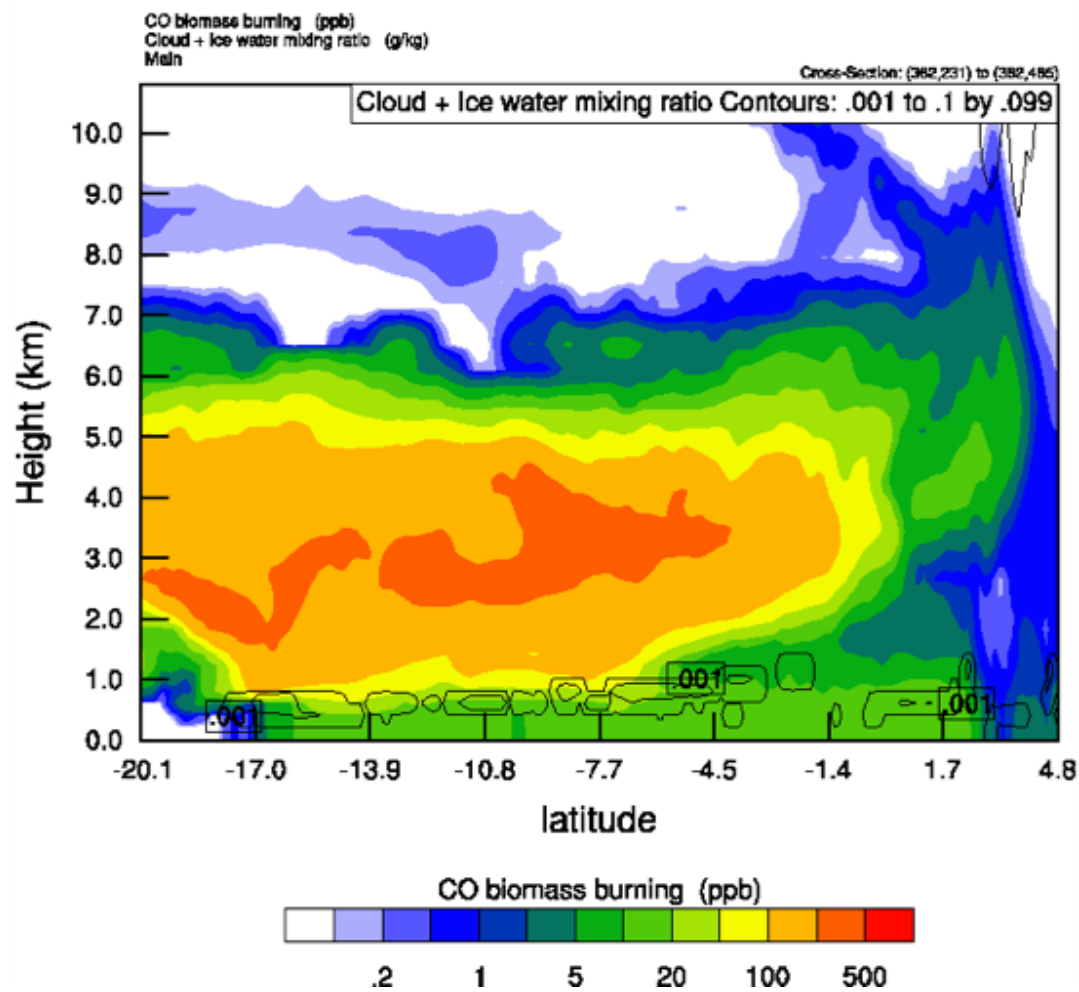 CO biomass burning (ppb)
Cloud + Ice water mixng ratio (g/kg)
Main
Cross-Section: (362,231) to (382,485)
Cloud + Ice water mixing ratio Contours: .001 to .1 by .099
10.0
9.0
8.0
7.0
6.0
5.0
4.0
3.0
2.0
1.0
0.0
Height (km)
.001
.001
.001
-20.1 -17.0 -13.9 -10.8 -7.7 -4.5 -1.4 1.7 4.8
latitude
CO biomass burning (ppb)
.2 1 5 20 100 500